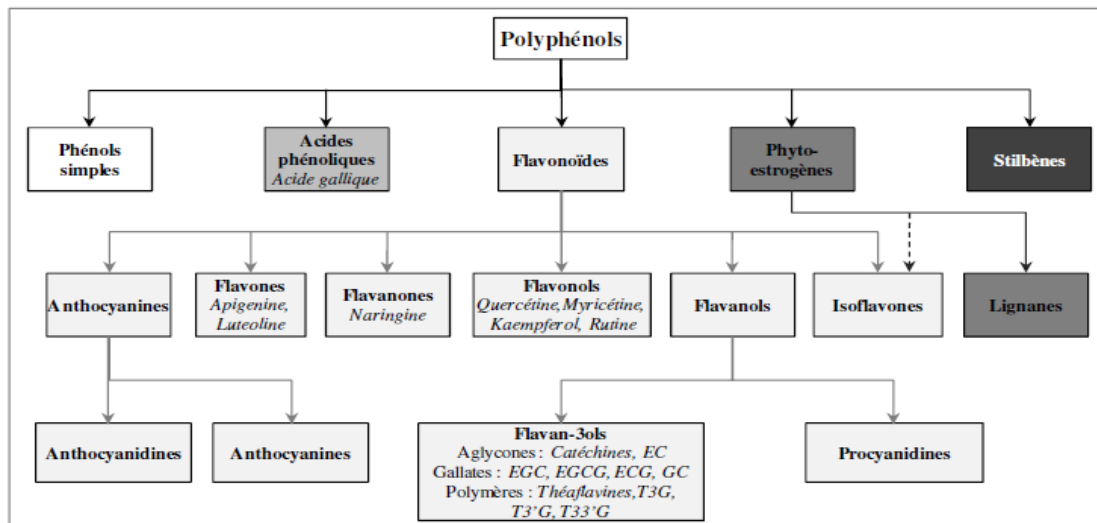 Polyphénols
Phénols
simples
Acides
phénoliques
Acide gallique
Flavonoïdes
Phyto-
estrogènes
Stilbènes
Anthocyanines
Flavones
Apigenine,
Luteoline
Flavanones
Naringine
Flavonols
Quercétine,Myricétine,
Kaempferol, Rutine
Flavanols
Isoflavones
Lignanes
Anthocyanidines
Anthocyanines
Flavan-3ols
Aglycones : Catéchines, EC
Gallates : EGC, EGCG, ECG, GC
Polymères : Théaflavines,T3G,
T3'G, T33'G
Procyanidines